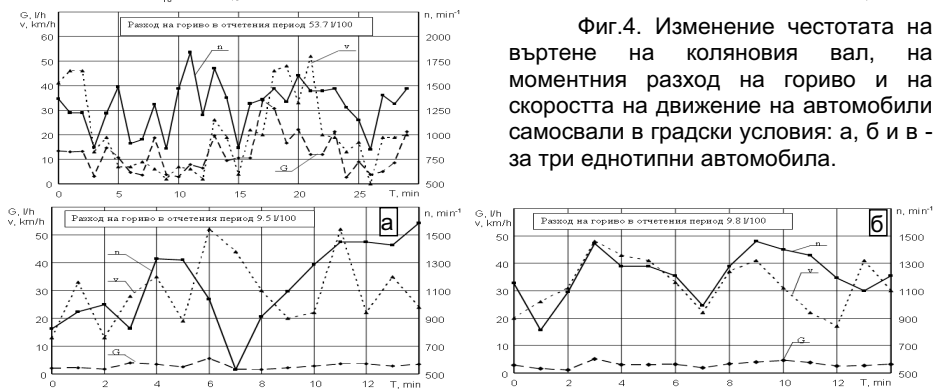 G, l/h
v, km/h
n, min-1
Разход на гориво в отчетения период 53.7 l/100
60
50
40
30
20
10
0
n
v
G
2000
1750
1500
1250
1000
750
500
0
5
10
15
20
25
T, min
Фиг.4. Изменение честотата на
въртене на коляновия вал, на
моментния разход на гориво и на
скоростта на движение на автомобили
самосвали в градски условия: а, б и в -
за три еднотипни автомобила.
G, l/h
v, km/h
n, min-1
Разход на гориво в отчетения период 9.5 l/100
а
50
40
30
20
10
0
n
v
G
1500
1300
1100
900
700
500
0
2
4
6
8
10
12
T, min
G, l/h
v, km/h
n, min-1
Разход на гориво в отчетения период 9.8 l/100
б
50
40
30
20
10
0
n
v
G
1500
1300
1100
900
700
500
0
2
4
6
8
10
12
T, min